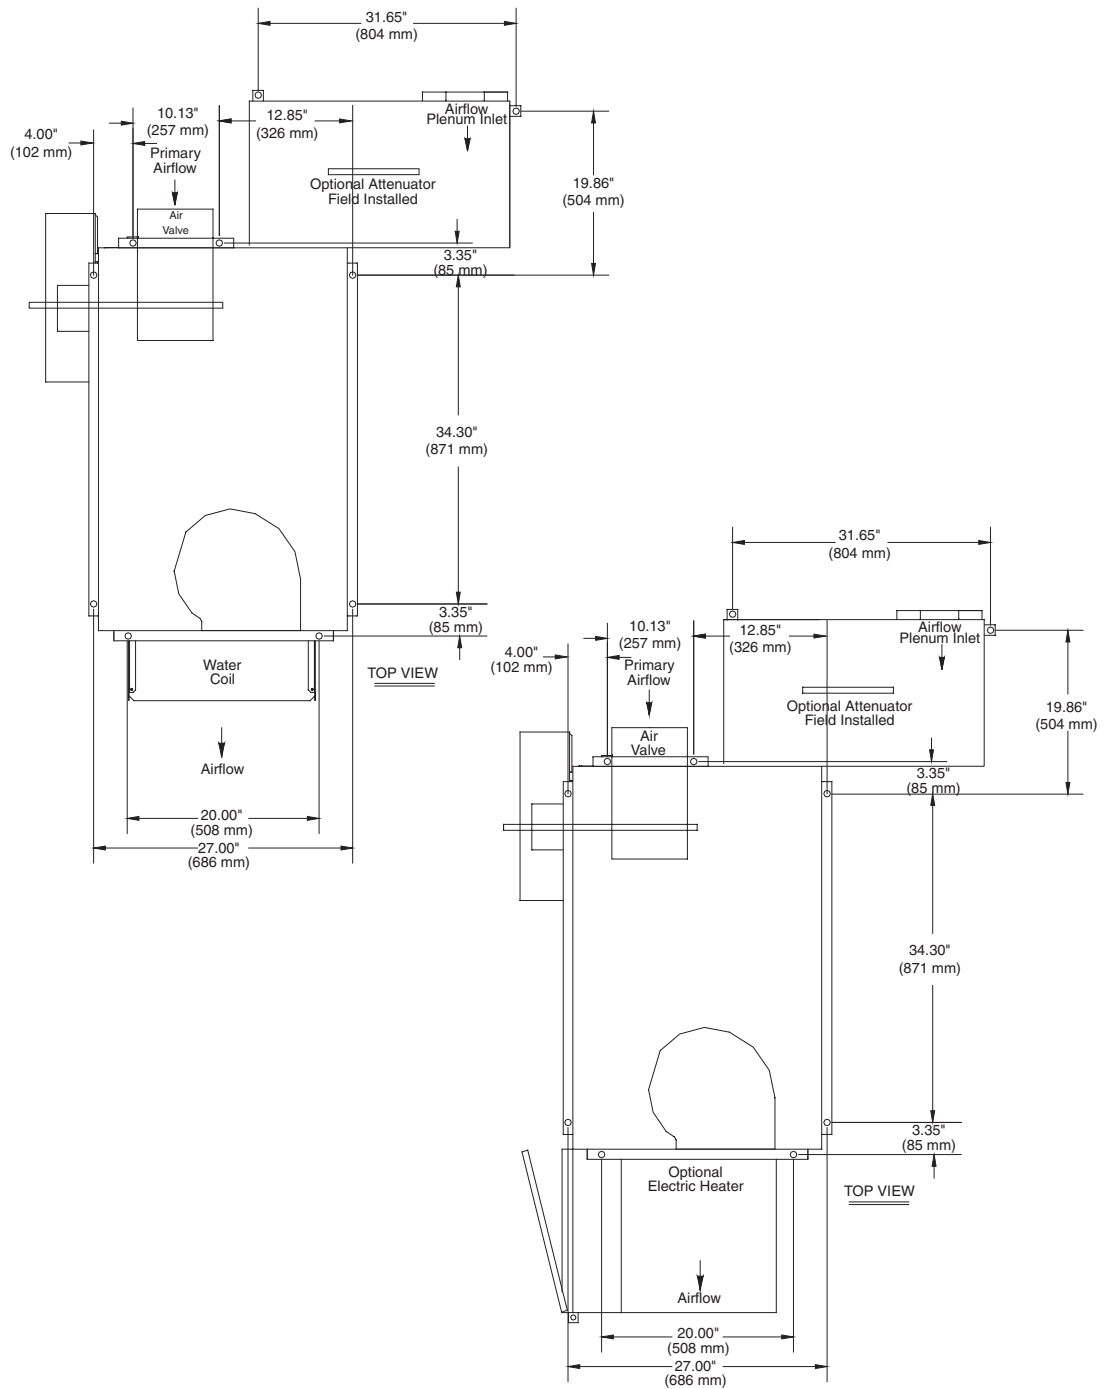 31.65"
(804 mm)
10.13"
(257 mm)
12.85"
(326 mm)
Airflow
Plenum Inlet
4.00"
(102 mm)
Primary
Airflow
Optional Attenuator
Field Installed
19.86"
(504 mm)
Air
Valve
3.35"
(85 mm)
34.30"
(871 mm)
3.35"
(85 mm)
Water
Coil
TOP VIEW
Airflow
20.00"
(508 mm)
27.00"
(686 mm)
31.65"
(804 mm)
10.13"
(257 mm)
12.85"
(326 mm)
Airflow
Plenum Inlet
4.00"
(102 mm)
Primary
Airflow
Optional Attenuator
Field Installed
19.86"
(504 mm)
Air
Valve
3.35"
(85 mm)
34.30"
(871 mm)
3.35"
(85 mm)
Optional
Electric Heater
TOP VIEW
Airflow
20.00"
(508 mm)
27.00"
(686 mm)